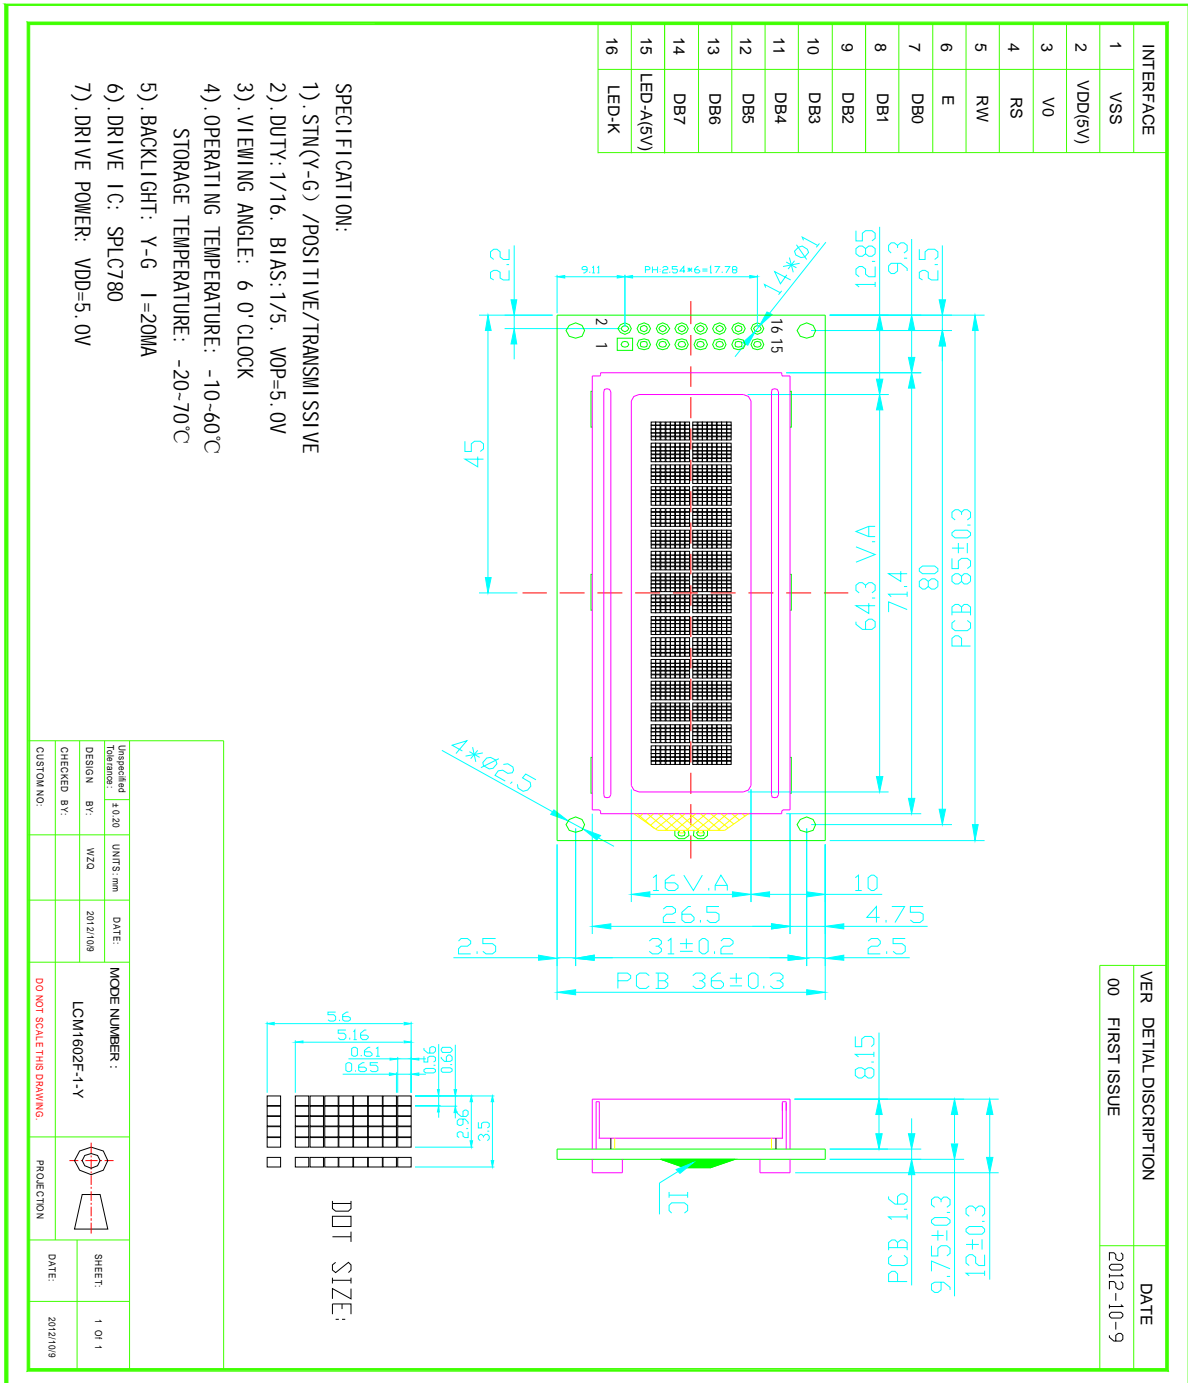 INTERFACE
1 VSS
2 VDD(5V)
3 V0
4 RS
5 RW
6 E
7 DB0
8 DB1
9 DB2
10 DB3
11 DB4
12 DB5
13 DB6
14 DB7
15 LED-A(5V)
16 LED-K
VER DETIAL DISCRIPTION DATE
00 FIRST ISSUE 2012-10-9
PCB 85±0.3
2.5 80
9.3 71.4
12.85 64.3 V.A
14*Ø1
16 15
2 1
PH2.54*6=17.78
9.11
2.2
45
4*Ø2.5
16V.A 10
26.5 4.75
2.5 31±0.2 2.5
PCB 36±0.3
12±0.3
9.75±0.3
PCB 1.6
8.15
IC
SPECIFICATION:
1).STN(Y-G) /POSITIVE/TRANSMISSIVE
2).DUTY:1/16. BIAS:1/5. VOP=5.0V
3).VIEWING ANGLE: 6 O'CLOCK
4).OPERATING TEMPERATURE: -10~60℃
STORAGE TEMPERATURE: -20~70℃
5).BACKLIGHT: Y-G I=20MA
6).DRIVE IC: SPLC780
7).DRIVE POWER: VDD=5.0V
DOT SIZE:
3.5
2.96
0.60
0.56
5.6
5.16
0.61
0.65
Unspecified Tolerance: ±0.20 UNITS:mm DATE:
DESIGN BY: WZQ 2012/10/9
CHECKED BY:
CUSTOM NO:
MODE NUMBER:
LCM1602F-1-Y
DO NOT SCALE THIS DRAWING.
PROJECTION
SHEET: 1 Of 1
DATE: 2012/10/9